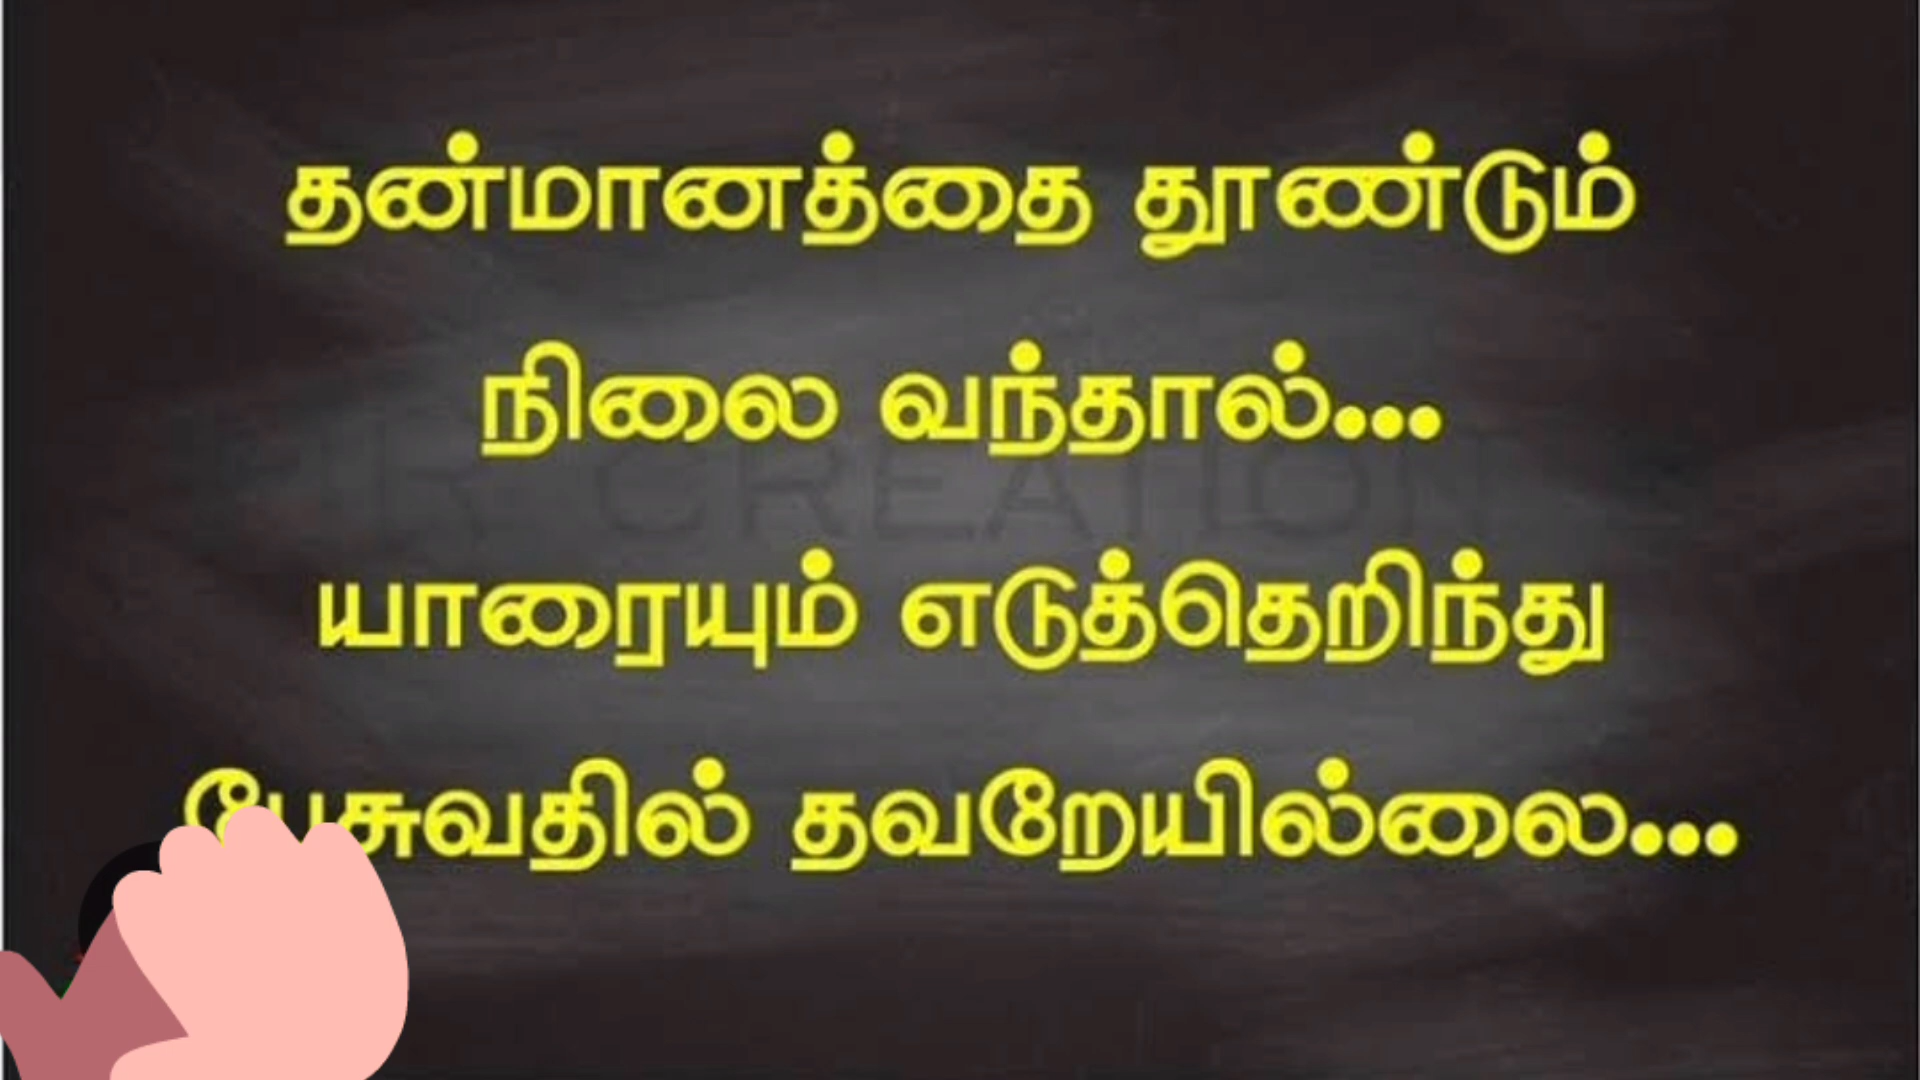 தன்மானத்தை தூண்டும்
நிலை வந்தால்...
யாரையும் எடுத்தெறிந்து
பேசுவதில் தவறேயில்லை...